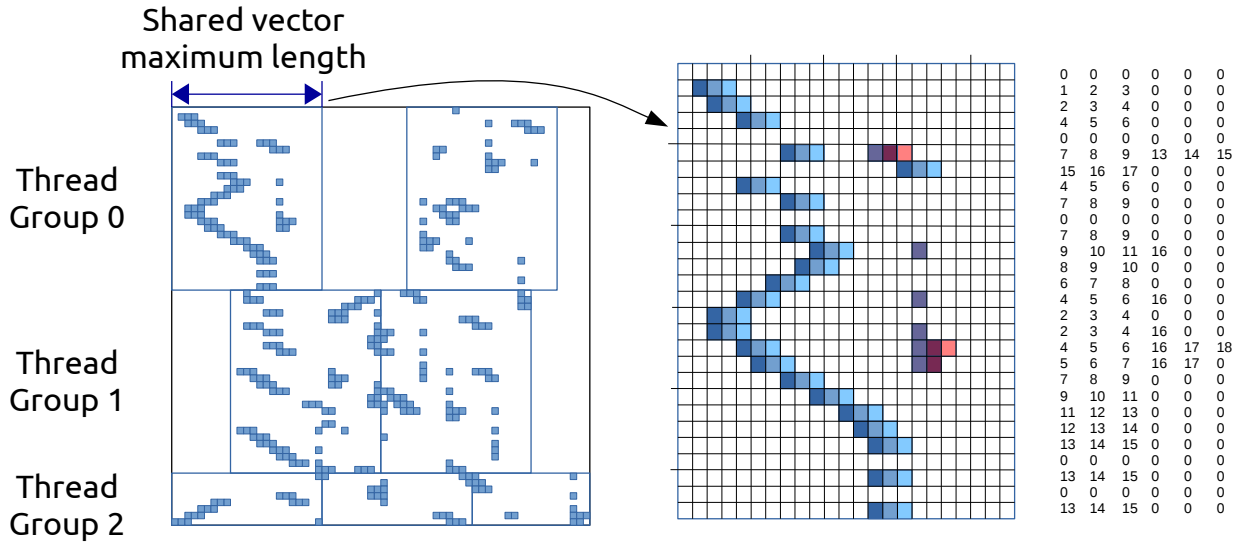 Shared vector
maximum length
Thread
Group 0
Thread
Group 1
Thread
Group 2
0 0 0 0 0 0
1 2 3 0 0 0
2 3 4 0 0 0
4 5 6 0 0 0
0 0 0 0 0 0
7 8 9 13 14 15
15 16 17 0 0 0
4 5 6 0 0 0
7 8 9 0 0 0
0 0 0 0 0 0
7 8 9 0 0 0
9 10 11 16 0 0
8 9 10 0 0 0
6 7 8 0 0 0
4 5 6 16 0 0
2 3 4 0 0 0
2 3 4 16 0 0
4 5 6 16 17 18
5 6 7 16 17 0
7 8 9 0 0 0
9 10 11 0 0 0
11 12 13 0 0 0
12 13 14 0 0 0
13 14 15 0 0 0
0 0 0 0 0 0
13 14 15 0 0 0
0 0 0 0 0 0
13 14 15 0 0 0